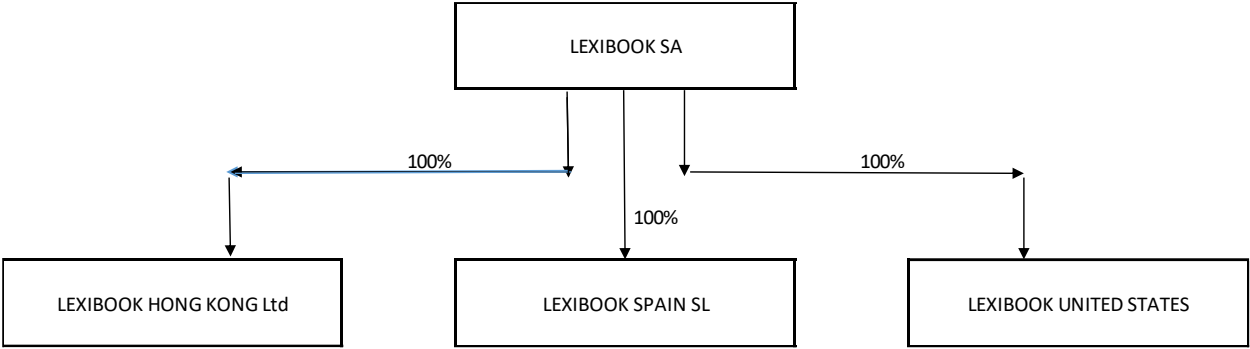 LEXIBOOK SA
100%
100%
100%
LEXIBOOK HONG KONG Ltd
LEXIBOOK SPAIN SL
LEXIBOOK UNITED STATES